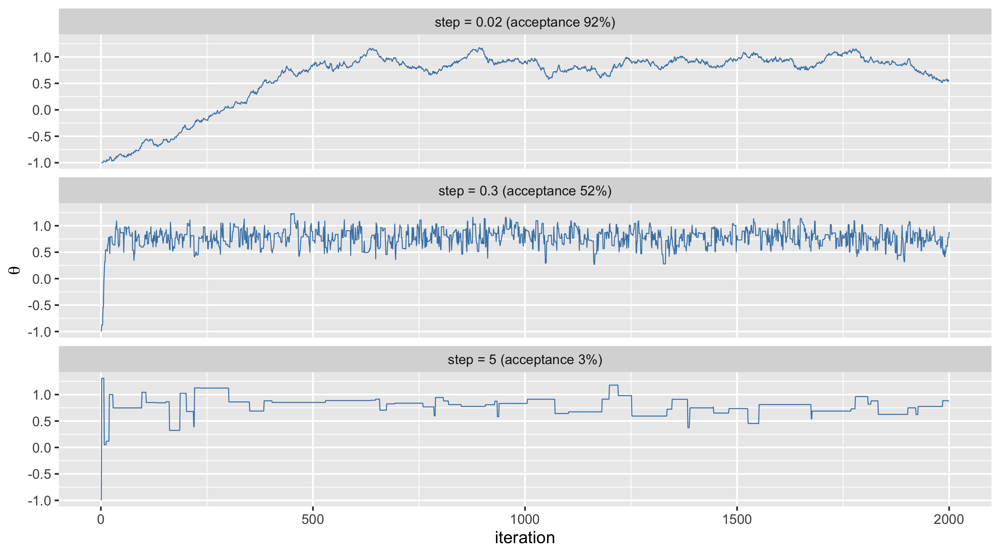 step = 0.02 (acceptance 92%)
1.0
0.5
0.0
-0.5
-1.0
step = 0.3 (acceptance 52%)
1.0
0.5
0.0
-0.5
-1.0
θ
step = 5 (acceptance 3%)
1.0
0.5
0.0
-0.5
-1.0
0 500 1000 1500 2000
iteration